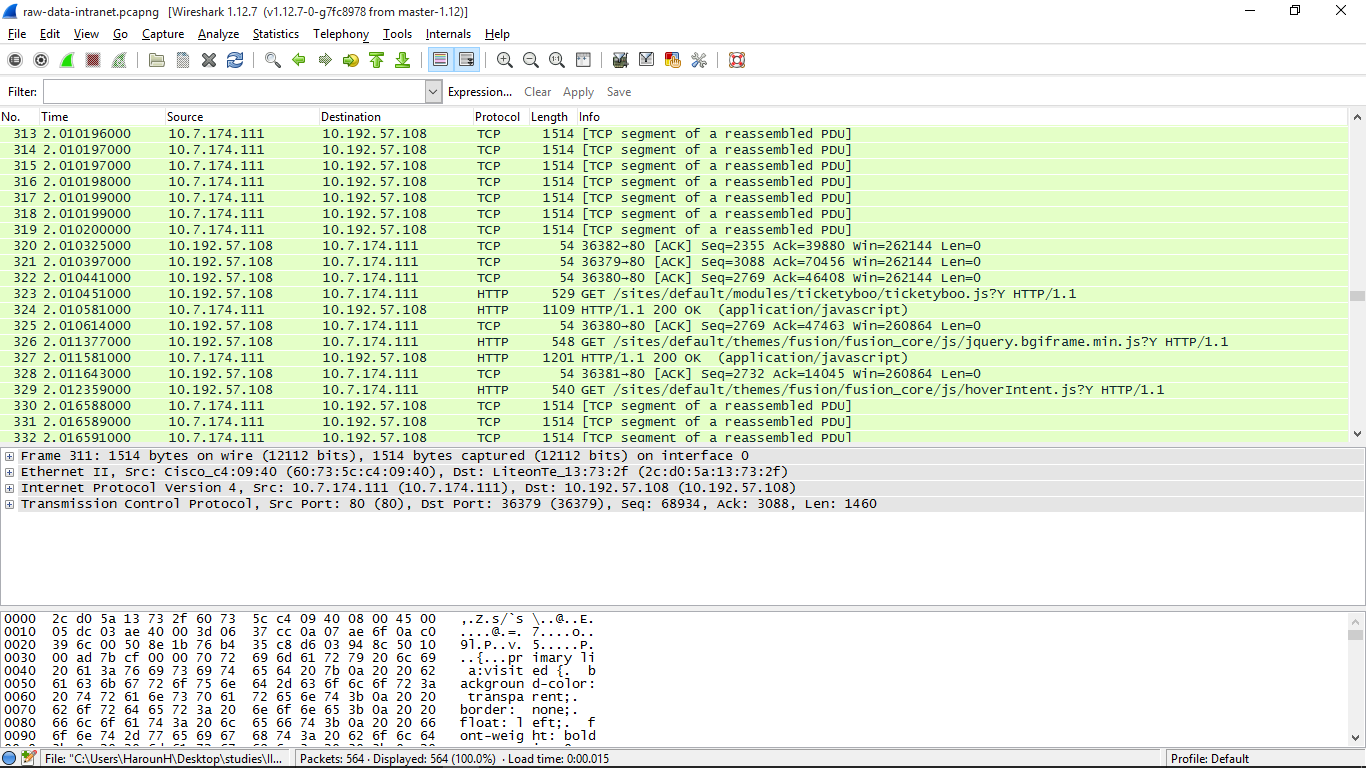 raw-data-intranet.pcapng [Wireshark 1.12.7 (v1.12.7-0-g7fc8978 from master-1.12)]
File Edit View Go Capture Analyze Statistics Telephony Tools Internals Help
Filter: Expression... Clear Apply Save
No. Time Source Destination Protocol Length Info
313 2.010196000 10.7.174.111 10.192.57.108 TCP 1514 [TCP segment of a reassembled PDU]
314 2.010197000 10.7.174.111 10.192.57.108 TCP 1514 [TCP segment of a reassembled PDU]
315 2.010197000 10.7.174.111 10.192.57.108 TCP 1514 [TCP segment of a reassembled PDU]
316 2.010198000 10.7.174.111 10.192.57.108 TCP 1514 [TCP segment of a reassembled PDU]
317 2.010199000 10.7.174.111 10.192.57.108 TCP 1514 [TCP segment of a reassembled PDU]
318 2.010199000 10.7.174.111 10.192.57.108 TCP 1514 [TCP segment of a reassembled PDU]
319 2.010200000 10.7.174.111 10.192.57.108 TCP 1514 [TCP segment of a reassembled PDU]
320 2.010325000 10.192.57.108 10.7.174.111 TCP 54 36382→80 [ACK] Seq=2355 Ack=39880 Win=262144 Len=0
321 2.010397000 10.192.57.108 10.7.174.111 TCP 54 36379→80 [ACK] Seq=3088 Ack=70456 Win=262144 Len=0
322 2.010441000 10.192.57.108 10.7.174.111 TCP 54 36380→80 [ACK] Seq=2769 Ack=46408 Win=262144 Len=0
323 2.010451000 10.192.57.108 10.7.174.111 HTTP 529 GET /sites/default/modules/ticketyboo/ticketyboo.js?Y HTTP/1.1
324 2.010581000 10.7.174.111 10.192.57.108 HTTP 1109 HTTP/1.1 200 OK (application/javascript)
325 2.010614000 10.192.57.108 10.7.174.111 TCP 54 36380→80 [ACK] Seq=2769 Ack=47463 Win=260864 Len=0
326 2.011377000 10.192.57.108 10.7.174.111 HTTP 548 GET /sites/default/themes/fusion/fusion_core/js/jquery.bgiframe.min.js?Y HTTP/1.1
327 2.011581000 10.7.174.111 10.192.57.108 HTTP 1201 HTTP/1.1 200 OK (application/javascript)
328 2.011643000 10.192.57.108 10.7.174.111 TCP 54 36381→80 [ACK] Seq=2732 Ack=14045 Win=260864 Len=0
329 2.012359000 10.192.57.108 10.7.174.111 HTTP 540 GET /sites/default/themes/fusion/fusion_core/js/hoverIntent.js?Y HTTP/1.1
330 2.016588000 10.7.174.111 10.192.57.108 TCP 1514 [TCP segment of a reassembled PDU]
331 2.016589000 10.7.174.111 10.192.57.108 TCP 1514 [TCP segment of a reassembled PDU]
332 2.016591000 10.7.174.111 10.192.57.108 TCP 1514 [TCP segment of a reassembled PDU]
Frame 311: 1514 bytes on wire (12112 bits), 1514 bytes captured (12112 bits) on interface 0
Ethernet II, Src: Cisco_c4:09:40 (60:73:5c:c4:09:40), Dst: LiteonTe_13:73:2f (2c:d0:5a:13:73:2f)
Internet Protocol Version 4, Src: 10.7.174.111 (10.7.174.111), Dst: 10.192.57.108 (10.192.57.108)
Transmission Control Protocol, Src Port: 80 (80), Dst Port: 36379 (36379), Seq: 68934, Ack: 3088, Len: 1460
0000 2c d0 5a 13 73 2f 60 73 5c c4 09 40 08 00 45 00 ,.Z.s/`s \..@..E.
0010 05 dc 03 ae 40 00 3d 06 37 cc 0a 07 ae 6f 0a c0 ....@.=. 7....o..
0020 39 6c 00 50 8e 1b 76 b4 35 c8 d6 03 94 8c 50 10 9l.P..v. 5.....P.
0030 00 ad 7b cf 00 00 70 72 69 6d 61 72 79 20 6c 69 ..{...pr imary li
0040 20 61 3a 76 69 73 69 74 65 64 20 7b 0a 20 20 62 a:visit ed {. b
0050 61 63 6b 67 72 6f 75 6e 64 2d 63 6f 6c 6f 72 3a ackgroun d-color:
0060 20 74 72 61 6e 73 70 61 72 65 6e 74 3b 0a 20 20 transpa rent;.
0070 62 6f 72 64 65 72 3a 20 6e 6f 6e 65 3b 0a 20 20 border: none;.
0080 66 6c 6f 61 74 3a 20 6c 65 66 74 3b 0a 20 20 66 float: l eft;. f
0090 6f 6e 74 2d 77 65 69 67 68 74 3a 20 62 6f 6c 64 ont-weig ht: bold
File: "C:\Users\HarounH\Desktop\studies\II... Packets: 564 · Displayed: 564 (100.0%) · Load time: 0:00.015 Profile: Default